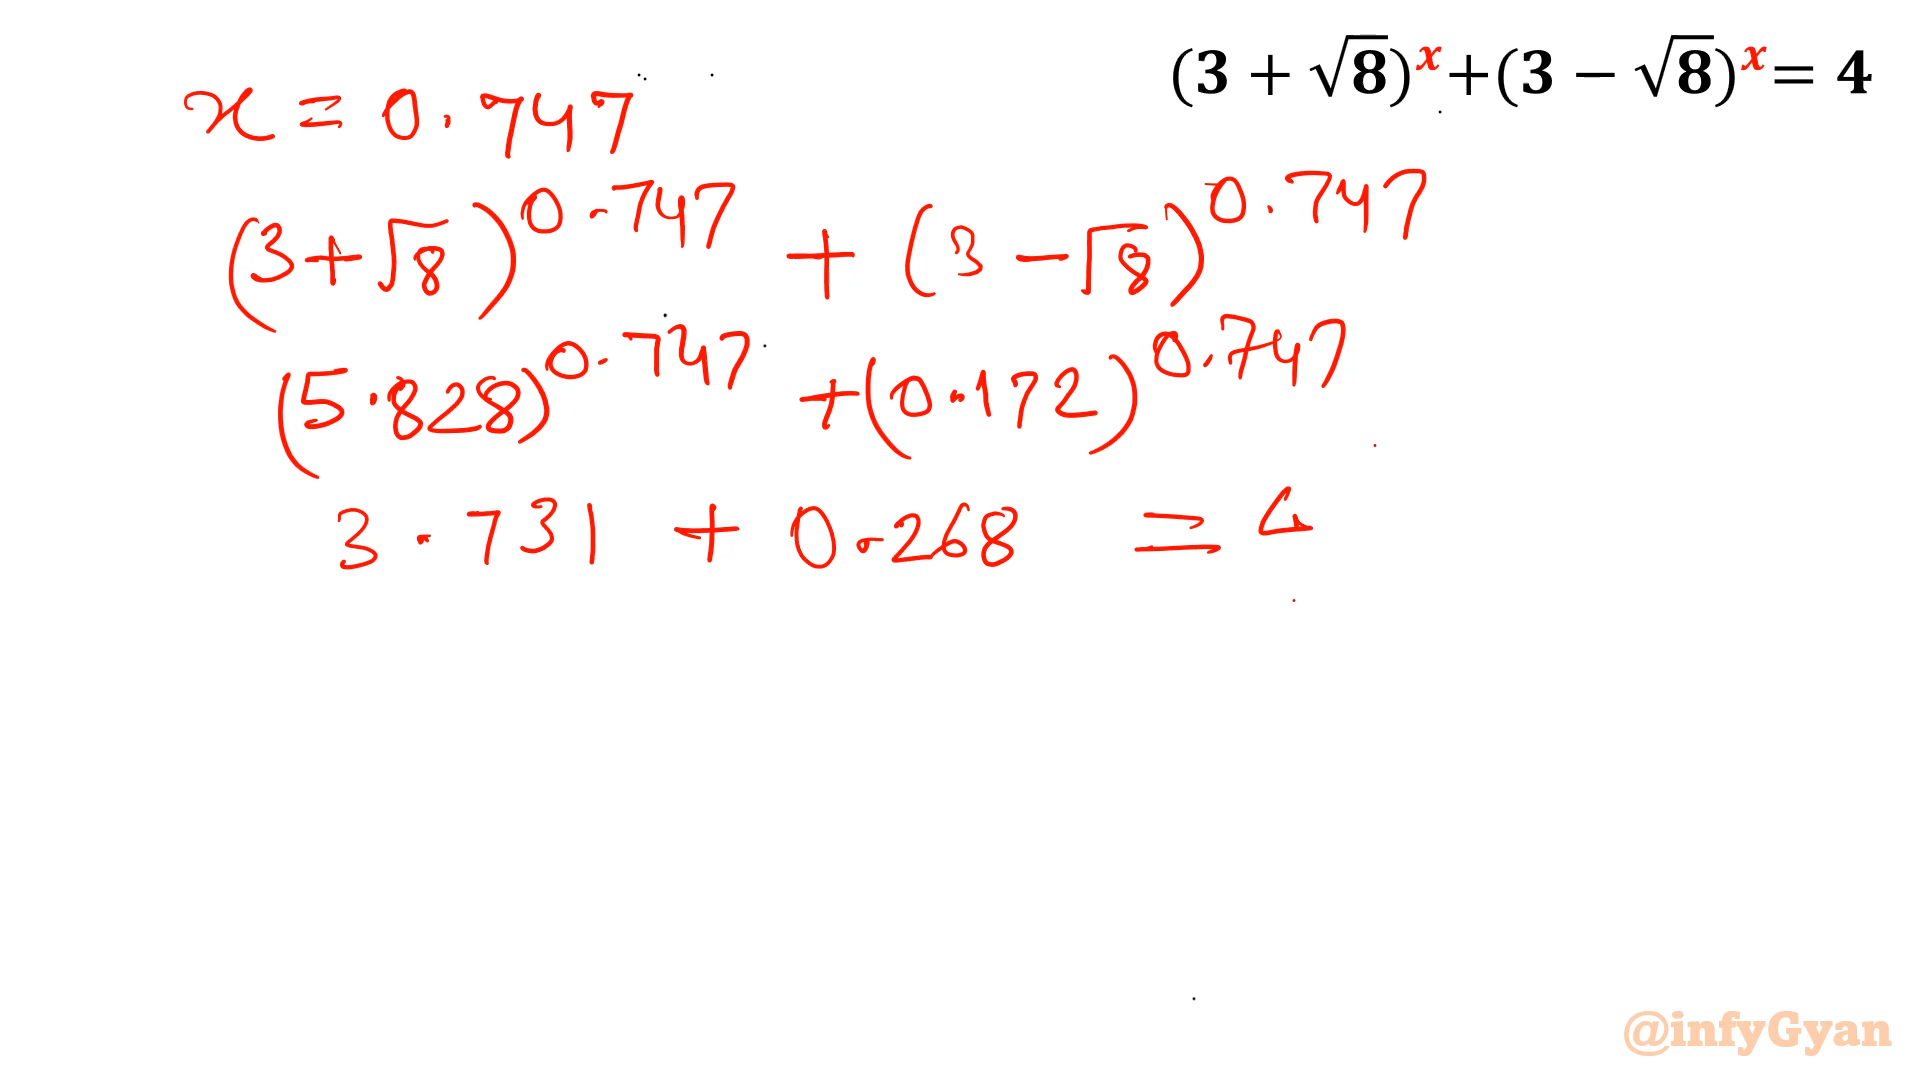 (3 + √8)^x+(3 − √8)^x= 4
x = 0.747
(3+√8)^0.747 + (3-√8)^0.747
(5.828)^0.747 +(0.172)^0.747
3.731 + 0.268 = 4
@infyGyan